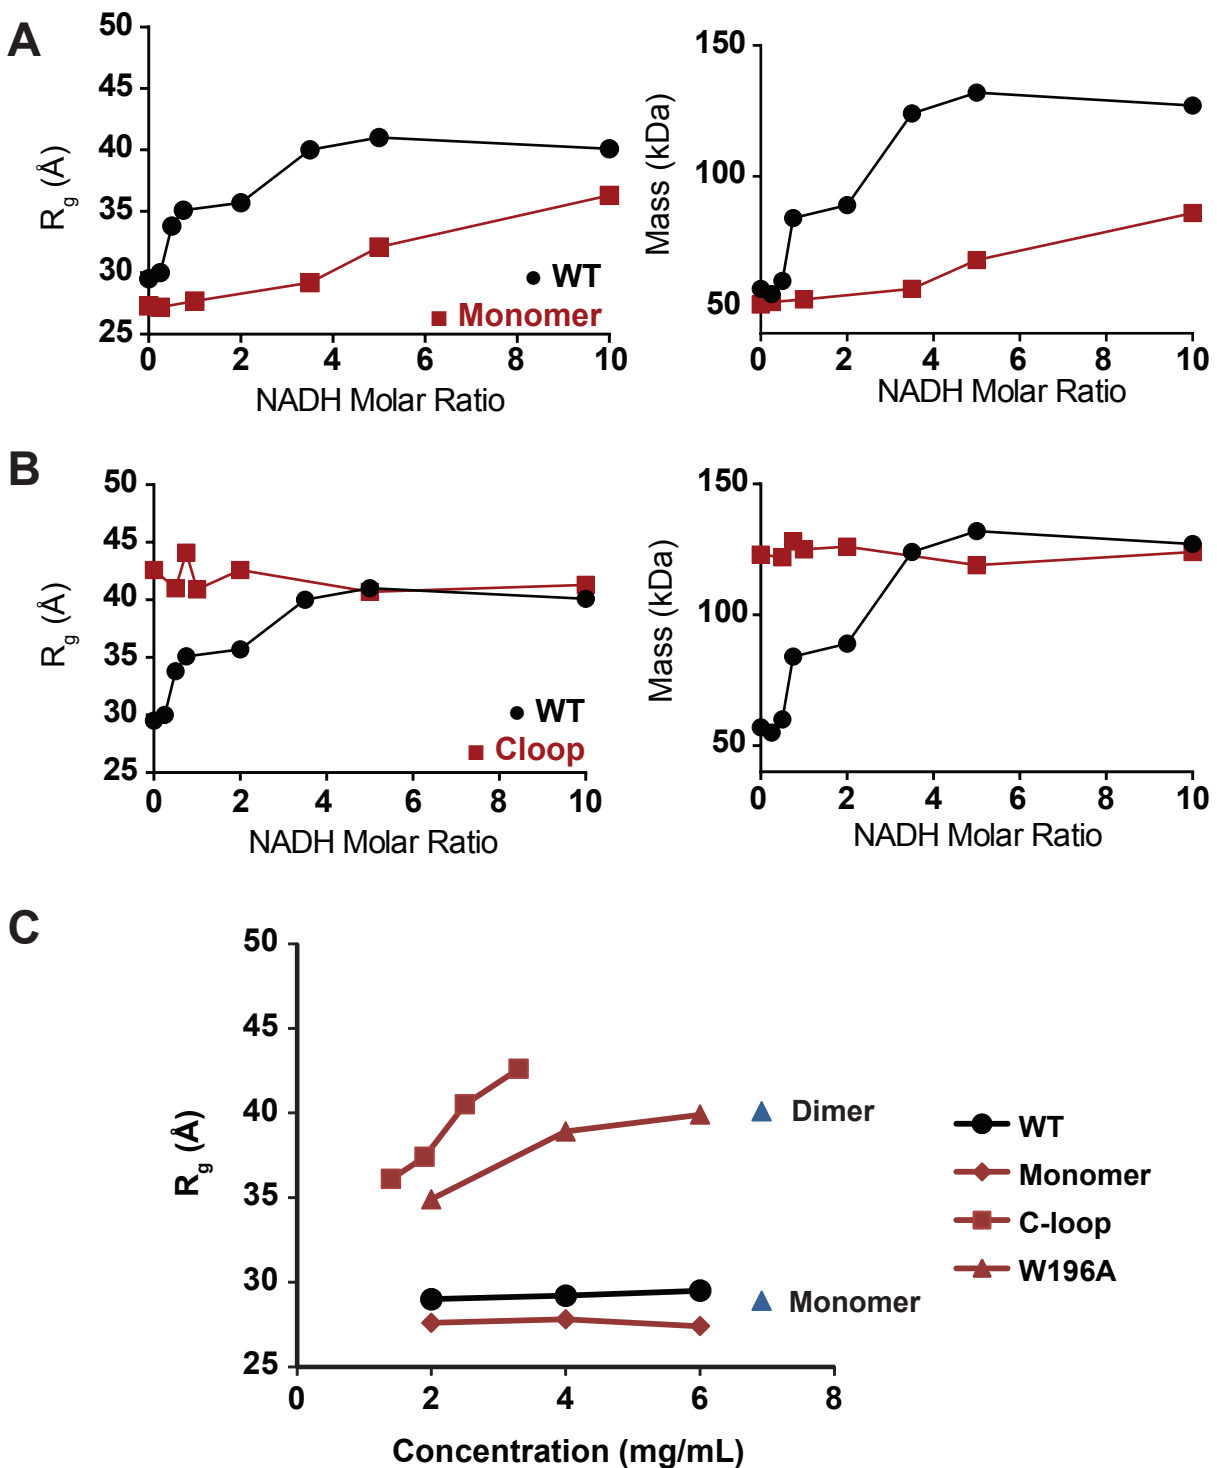 A
50
45
40
35
30
25
Rg (Å)
0 2 4 6 8 10
NADH Molar Ratio
WT
Monomer
150
100
50
Mass (kDa)
0 2 4 6 8 10
NADH Molar Ratio
B
50
45
40
35
30
25
Rg (Å)
0 2 4 6 8 10
NADH Molar Ratio
WT
Cloop
150
100
50
Mass (kDa)
0 2 4 6 8 10
NADH Molar Ratio
C
50
45
40
35
30
25
Rg (Å)
0 2 4 6 8
Concentration (mg/mL)
Dimer
Monomer
WT
Monomer
C-loop
W196A